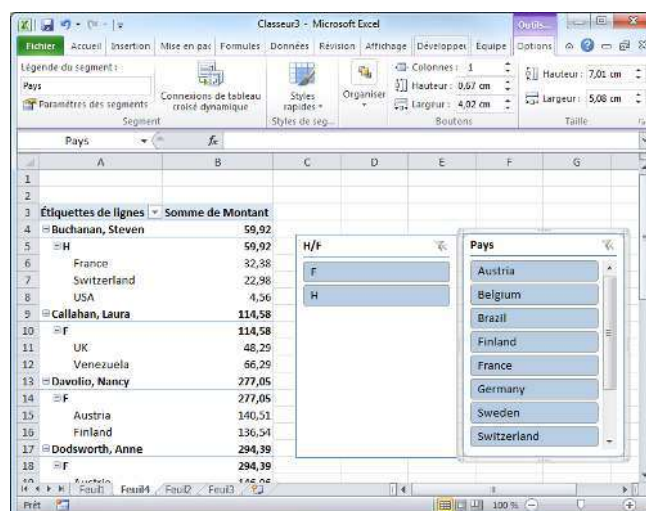 Classeur3 - Microsoft Excel
Outils...
Fichier Accueil Insertion Mise en pac Formules Données Révision Affichage Développeu Équipe Options
Légende du segment :
Pays
Paramètres des segments
Segment
Connexions de tableau
croisé dynamique
Styles
rapides
Styles de seg...
Organiser
Colonnes : 1
Hauteur : 0,67 cm
Largeur : 4,02 cm
Boutons
Hauteur : 7,01 cm
Largeur : 5,08 cm
Taille
Pays fx
A B C D E F G
1
2
3 Étiquettes de lignes Somme de Montant
4 Buchanan, Steven 59,92
5 H 59,92
6 France 32,38
7 Switzerland 22,98
8 USA 4,56
9 Callahan, Laura 114,58
10 F 114,58
11 UK 48,29
12 Venezuela 66,29
13 Davolio, Nancy 277,05
14 F 277,05
15 Austria 140,51
16 Finland 136,54
17 Dodsworth, Anne 294,39
18 F 294,39
19 Austria 146,06
H/F
F
H
Pays
Austria
Belgium
Brazil
Finland
France
Germany
Sweden
Switzerland
Feuil1 Feuil4 Feuil2 Feuil3
Prêt 100 %